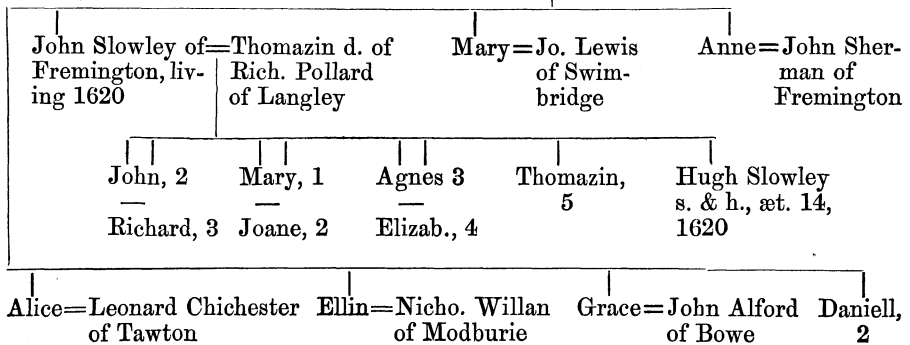 John Slowley of=Thomazin d. of
Fremington, liv- Rich. Pollard
ing 1620 of Langley
Mary=Jo. Lewis
of Swim-
bridge
Anne=John Sher-
man of
Fremington
John, 2
—
Richard, 3
Mary, 1
—
Joane, 2
Agnes 3
—
Elizab., 4
Thomazin,
5
Hugh Slowley
s. & h., æt. 14,
1620
Alice=Leonard Chichester
of Tawton
Ellin=Nicho. Willan
of Modburie
Grace=John Alford
of Bowe
Daniell,
2